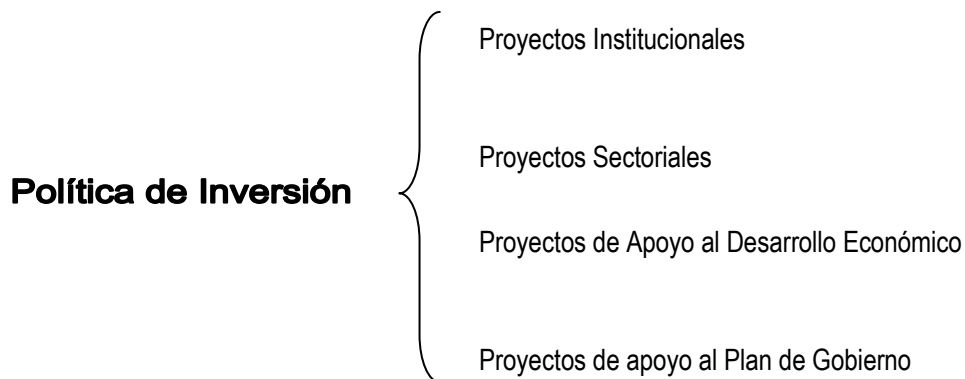 Proyectos Institucionales
Proyectos Sectoriales
Política de Inversión
Proyectos de Apoyo al Desarrollo Económico
Proyectos de apoyo al Plan de Gobierno